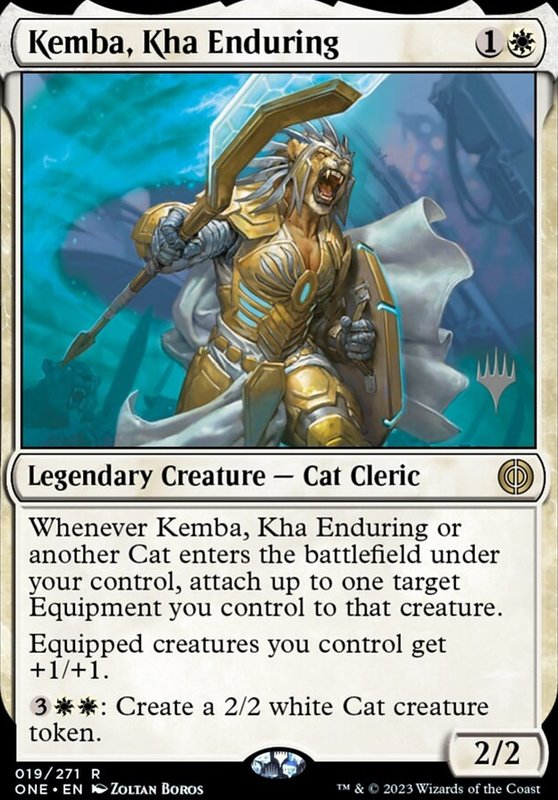 Kemba, Kha Enduring 1
Legendary Creature — Cat Cleric
Whenever Kemba, Kha Enduring or
another Cat enters the battlefield under
your control, attach up to one target
Equipment you control to that creature.
Equipped creatures you control get
+1/+1.
3: Create a 2/2 white Cat creature
token.
2/2
019/271 R
ONE • EN Zoltan Boros
™ & © 2023 Wizards of the Coast